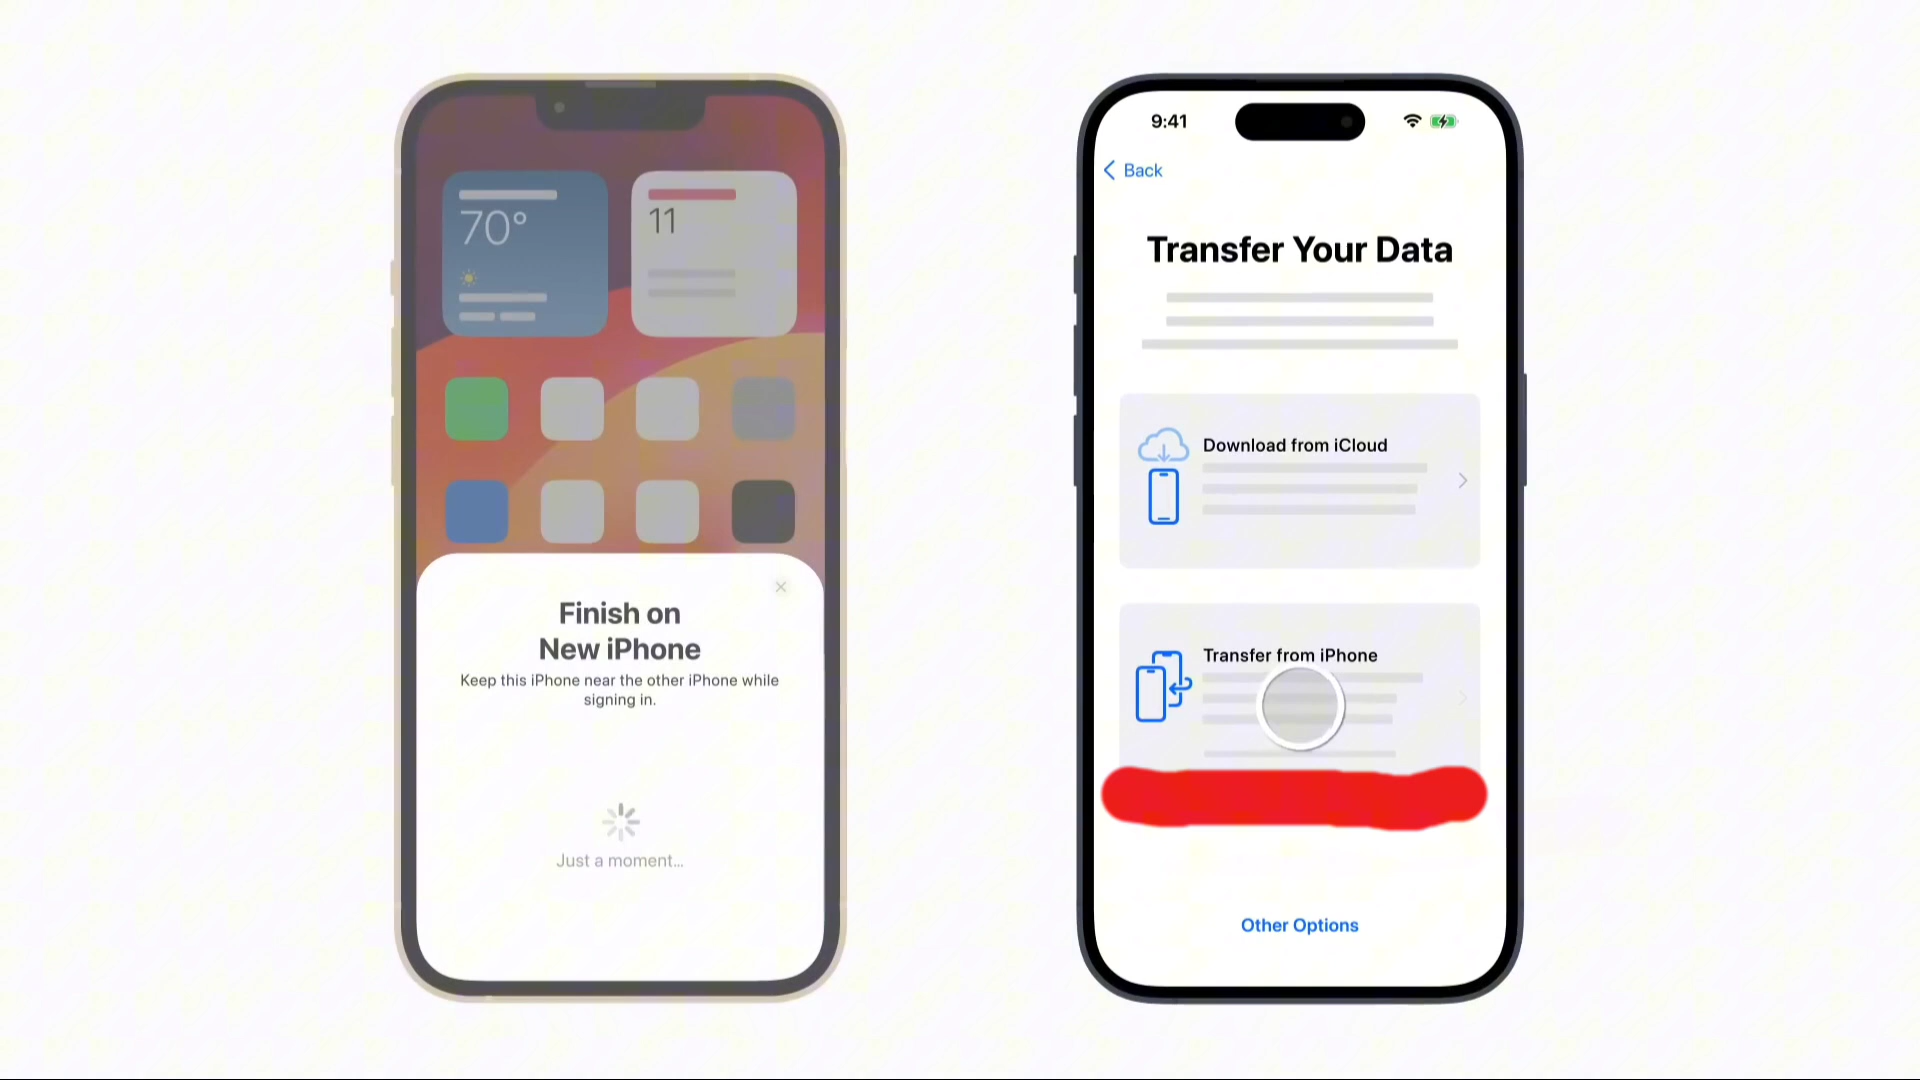 70°
11
Finish on
New iPhone
Keep this iPhone near the other iPhone while
signing in.
Just a moment...
9:41
Back
Transfer Your Data
Download from iCloud
Transfer from iPhone
Other Options